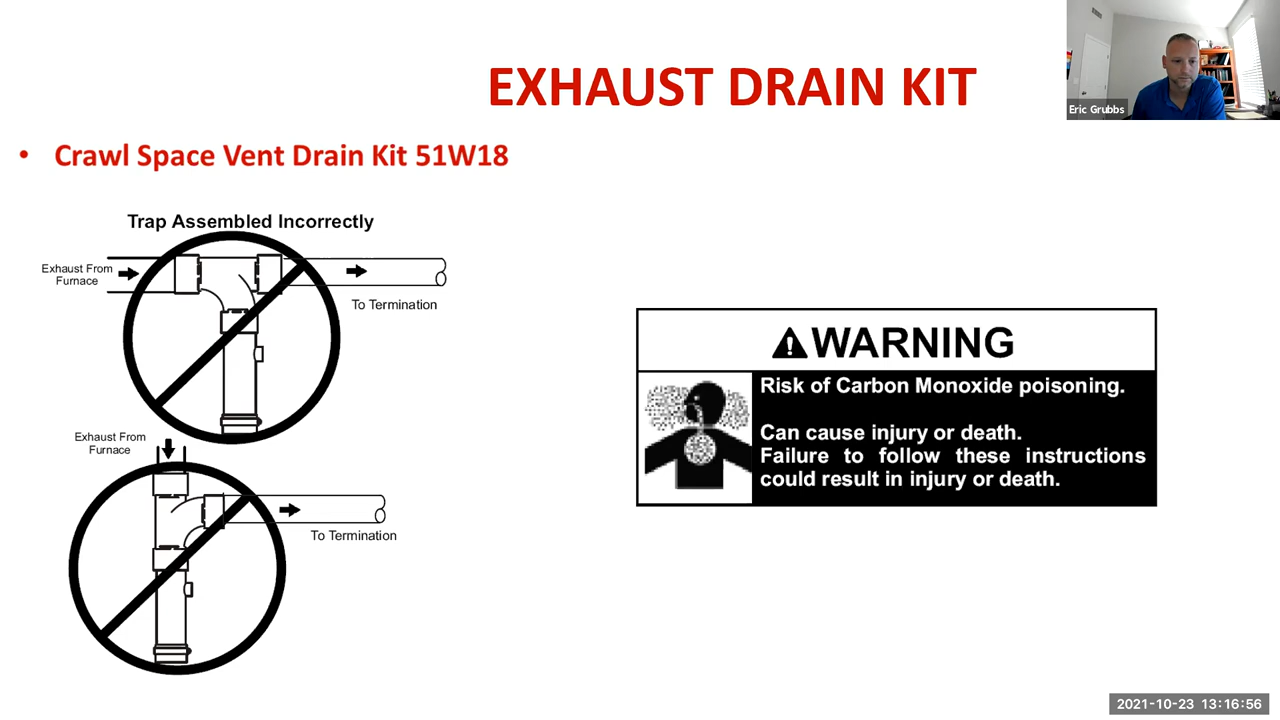 EXHAUST DRAIN KIT
Eric Grubbs
• Crawl Space Vent Drain Kit 51W18
Trap Assembled Incorrectly
Exhaust From
Furnace
To Termination
Exhaust From
Furnace
To Termination
WARNING
Risk of Carbon Monoxide poisoning.
Can cause injury or death.
Failure to follow these instructions
could result in injury or death.
2021-10-23 13:16:56